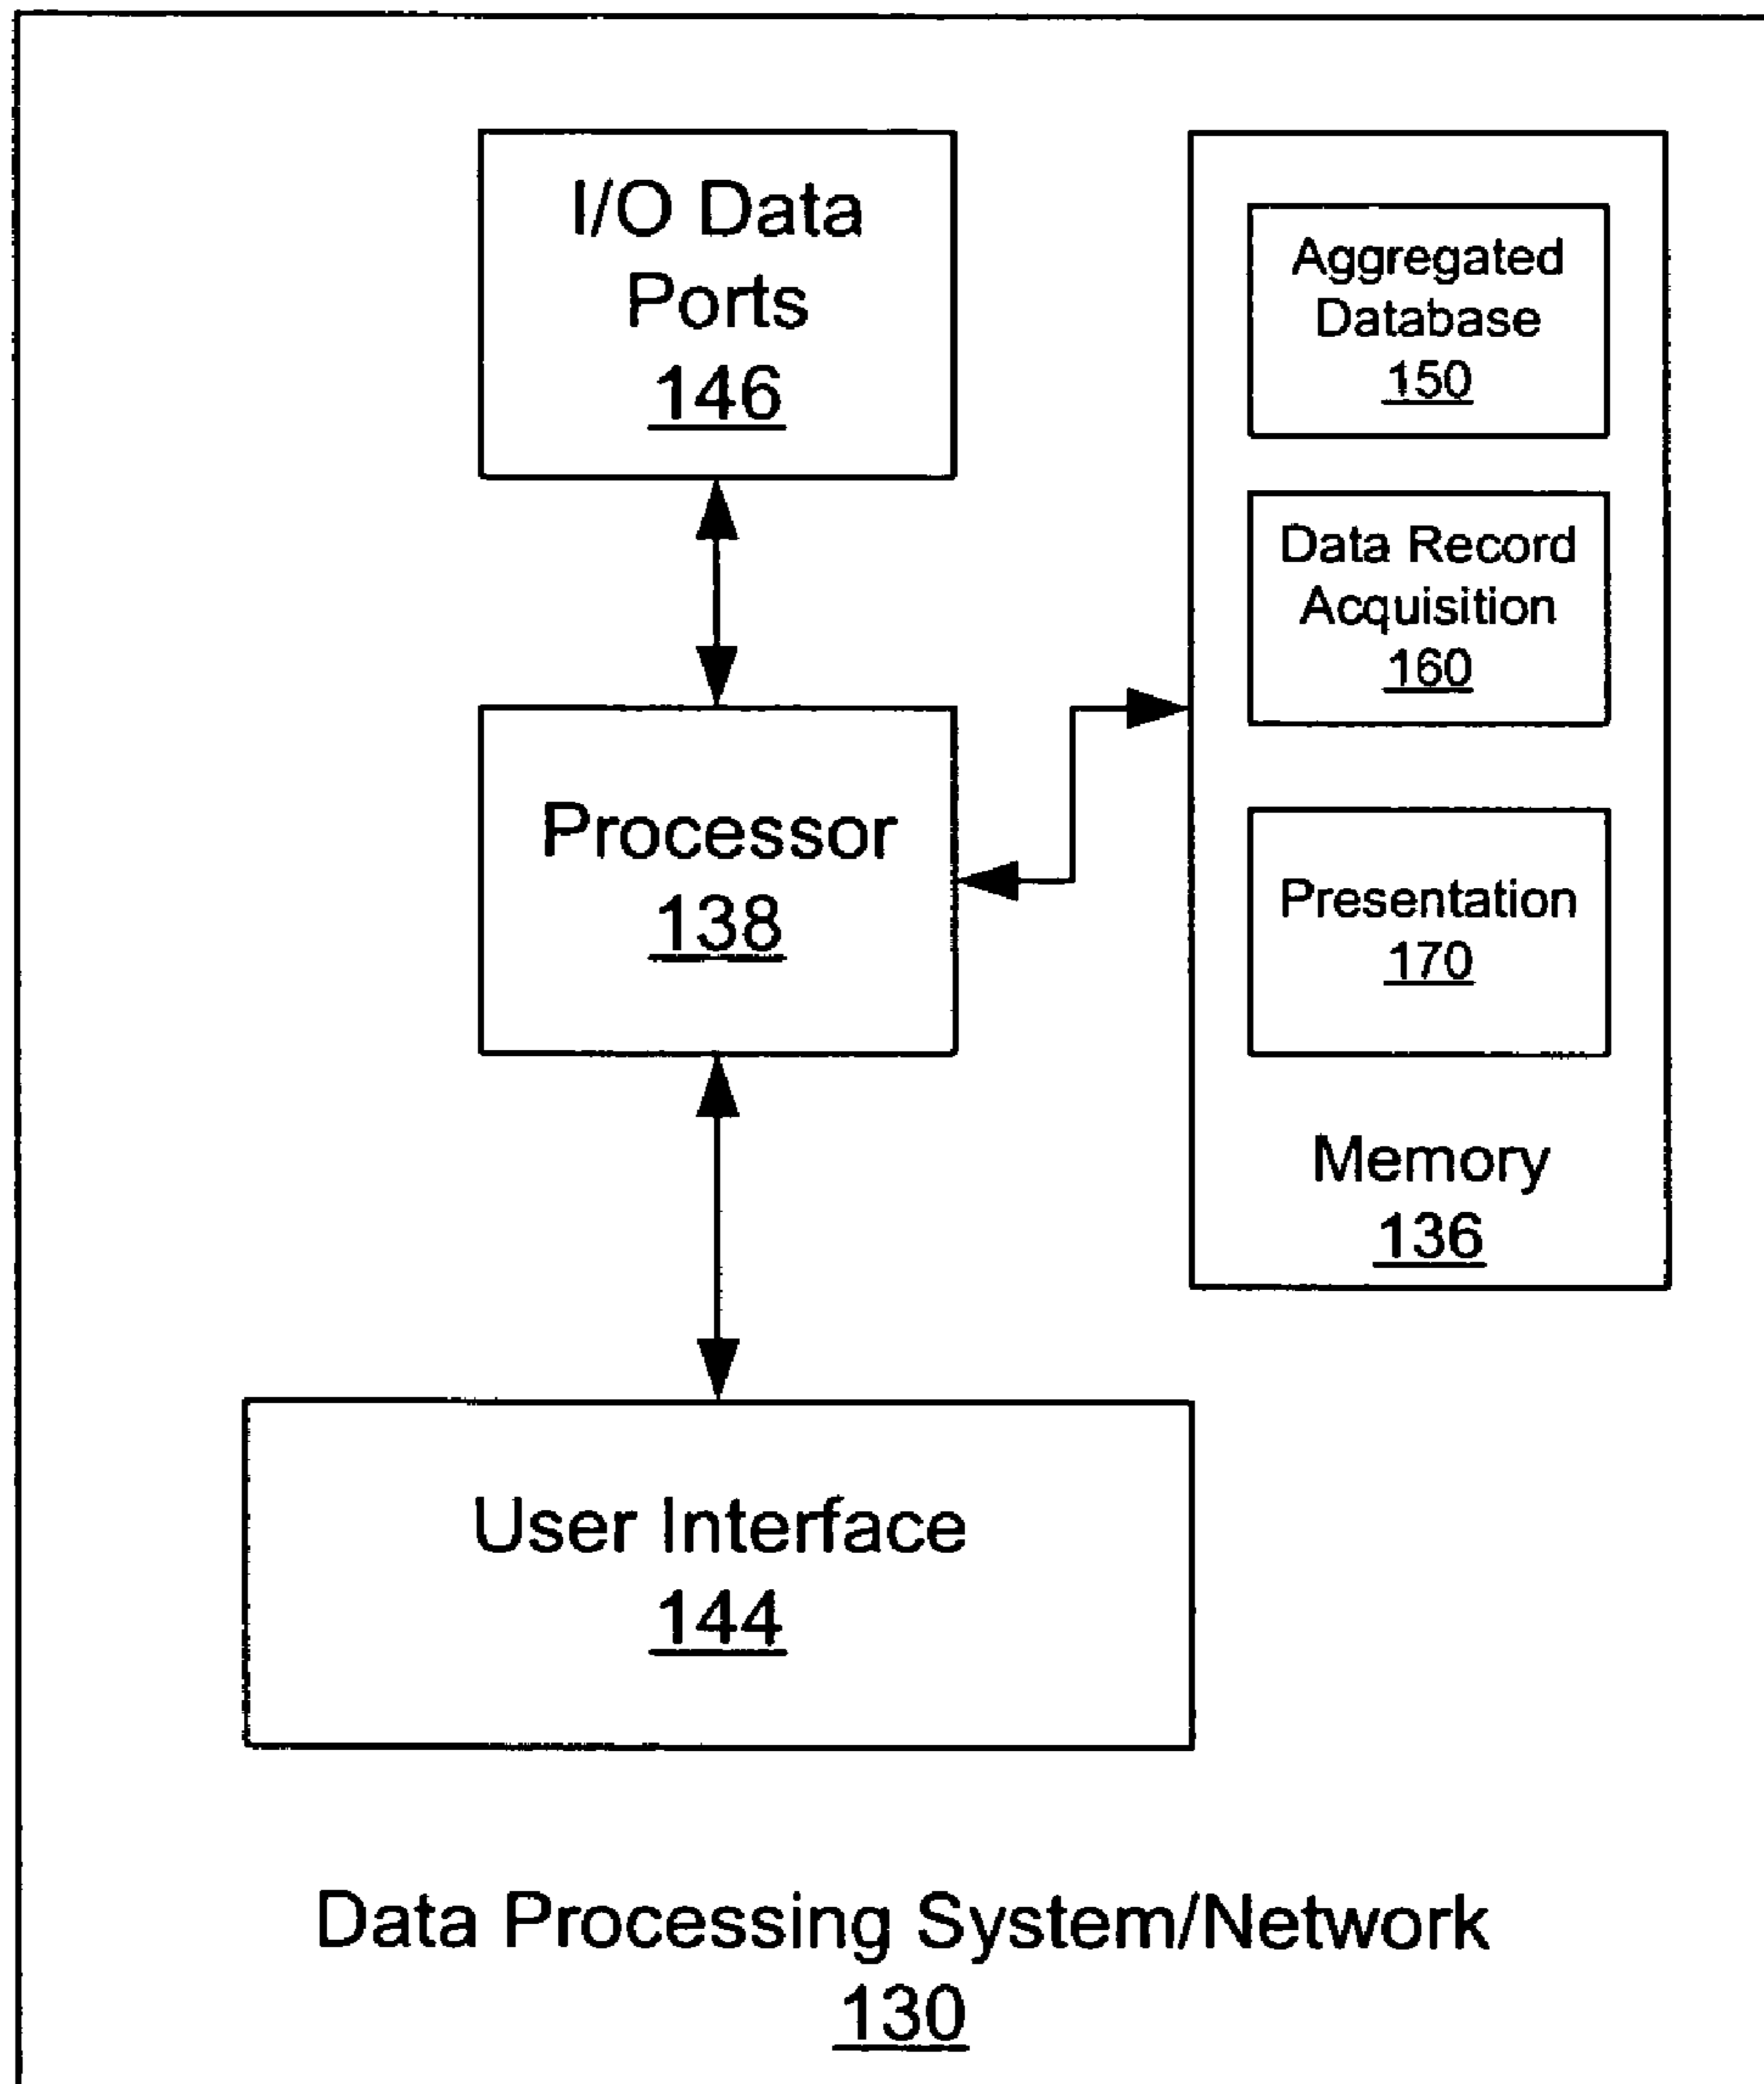 I/O Data
Ports
146
Aggregated
Database
150
Data Record
Acquisition
160
Processor
138
Presentation
170
Memory
136
User Interface
144
Data Processing System/Network
130